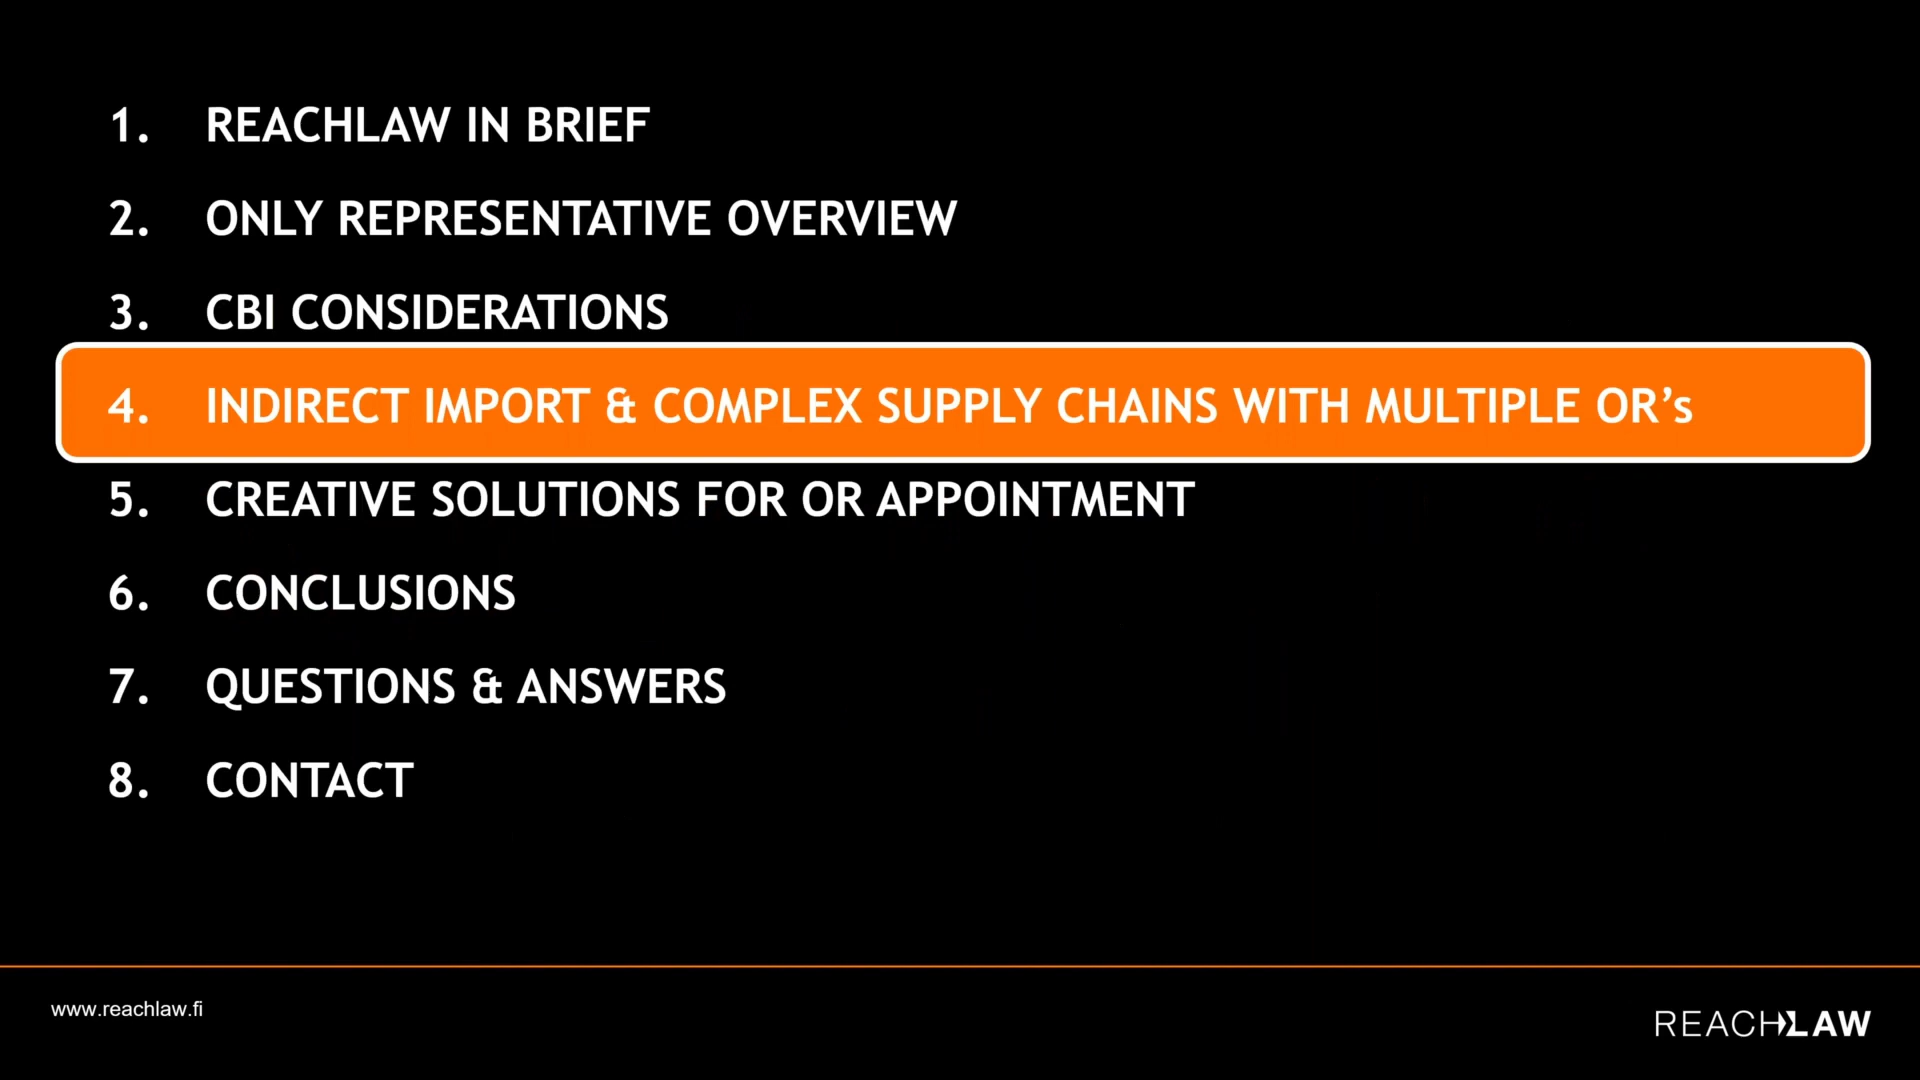 1. REACHLAW IN BRIEF
2. ONLY REPRESENTATIVE OVERVIEW
3. CBI CONSIDERATIONS
4. INDIRECT IMPORT & COMPLEX SUPPLY CHAINS WITH MULTIPLE OR’s
5. CREATIVE SOLUTIONS FOR OR APPOINTMENT
6. CONCLUSIONS
7. QUESTIONS & ANSWERS
8. CONTACT
www.reachlaw.fi
REACHLAW